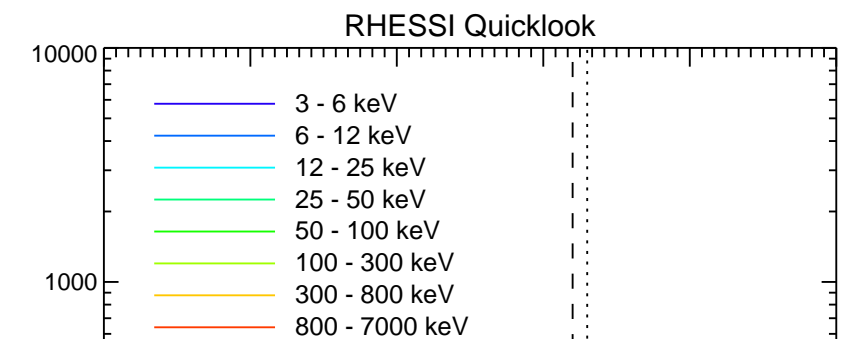 RHESSI Quicklook
10000
3 - 6 keV
6 - 12 keV
12 - 25 keV
25 - 50 keV
50 - 100 keV
100 - 300 keV
1000
300 - 800 keV
800 - 7000 keV